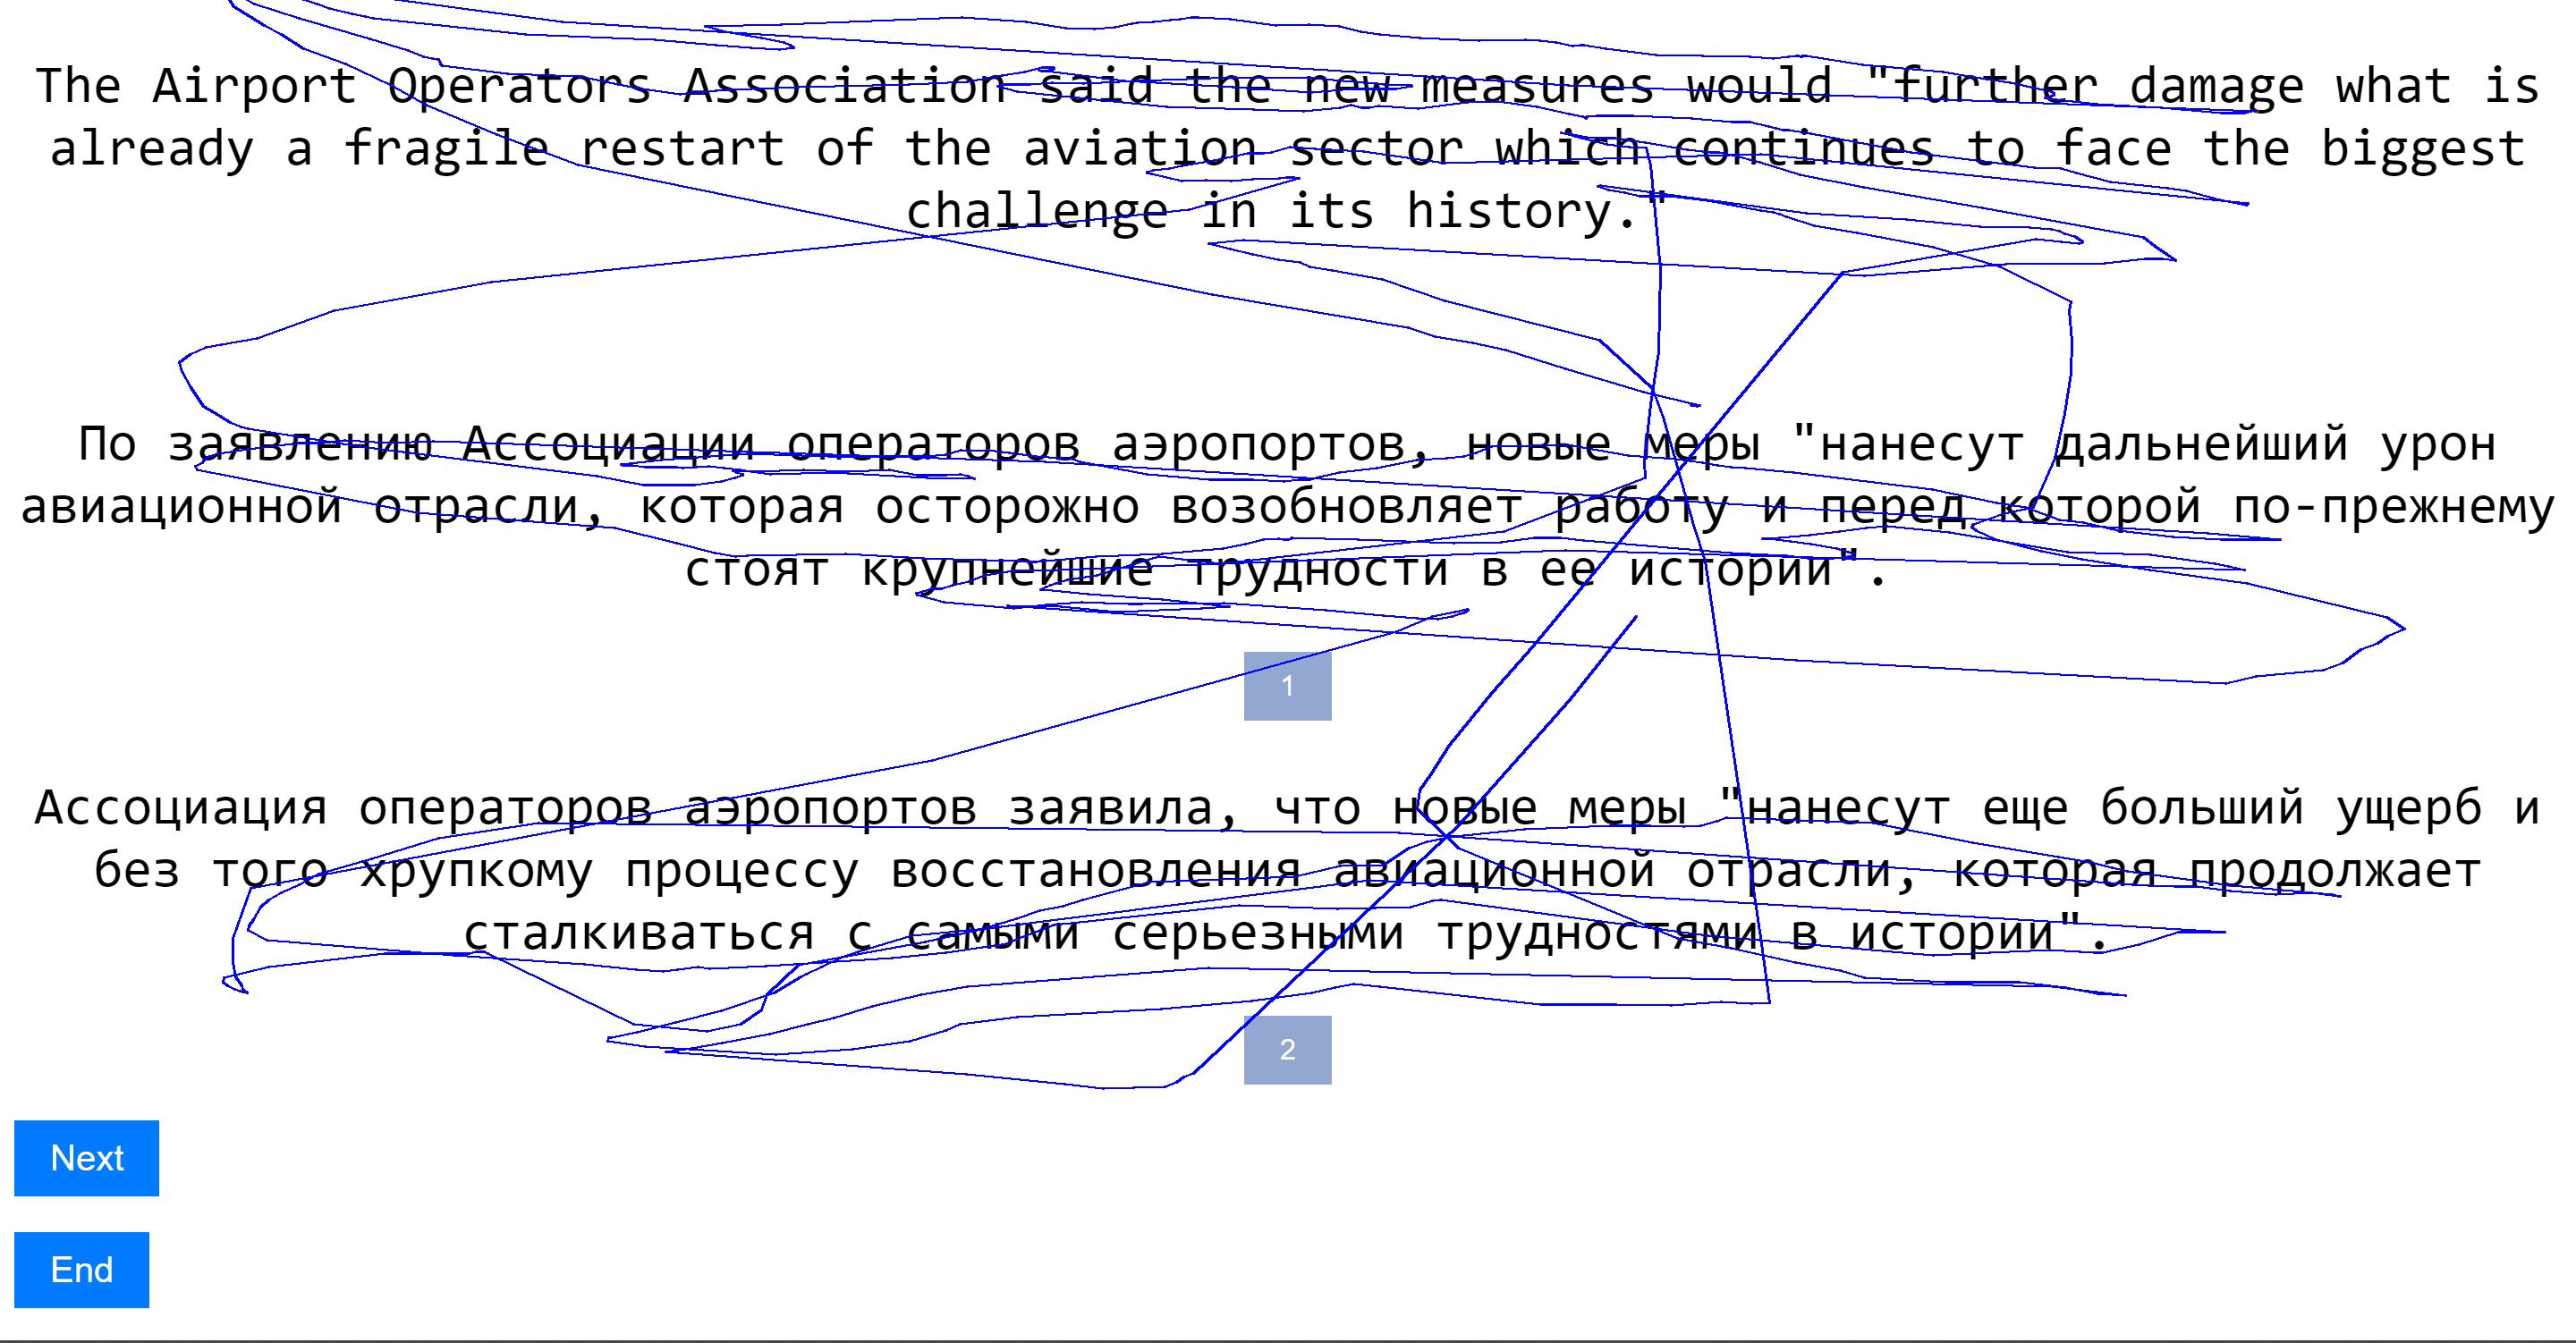 The Airport Operators Association said the new measures would "further damage what is
already a fragile restart of the aviation sector which continues to face the biggest
challenge in its history."
По заявлению Ассоциации операторов аэропортов, новые меры "нанесут дальнейший урон
авиационной отрасли, которая осторожно возобновляет работу и перед которой по-прежнему
стоят крупнейшие трудности в ее истории".
1
Ассоциация операторов аэропортов заявила, что новые меры "нанесут еще больший ущерб и
без того хрупкому процессу восстановления авиационной отрасли, которая продолжает
сталкиваться с самыми серьезными трудностями в истории".
2
Next
End